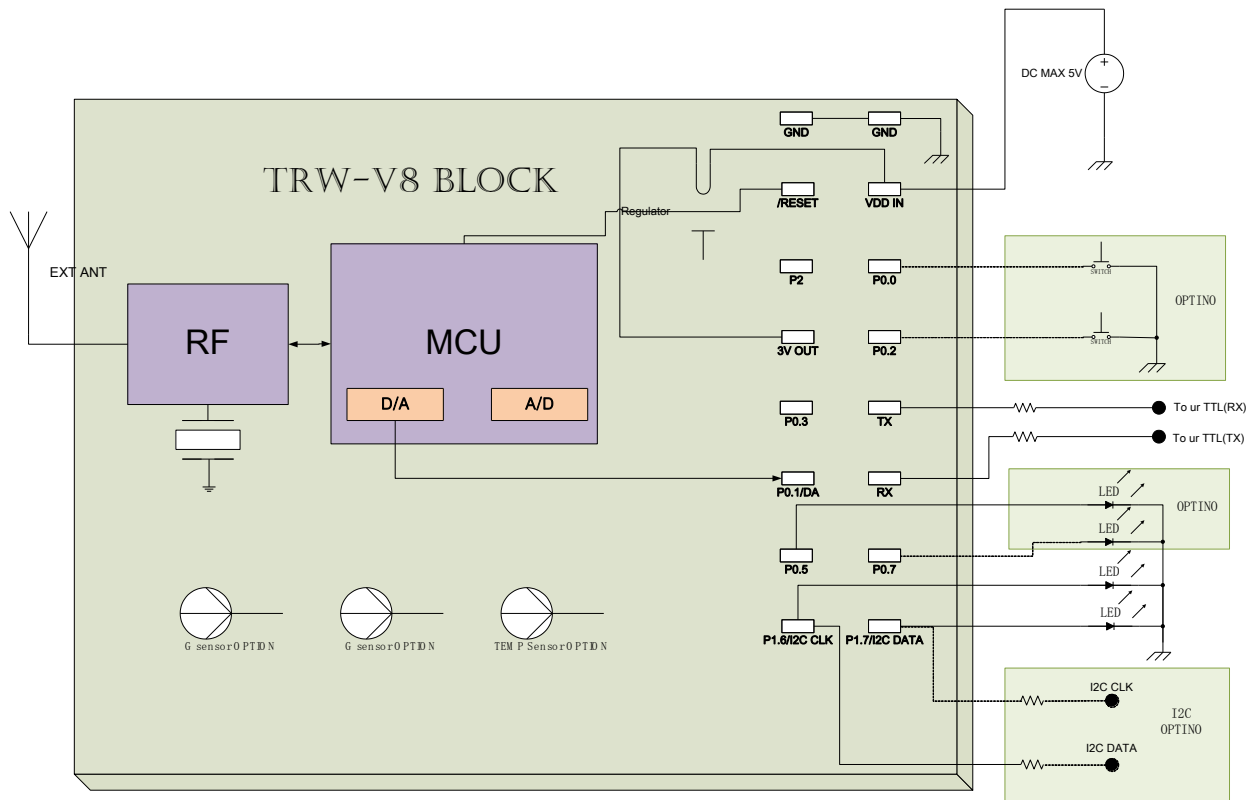 DC MAX 5V
+
−
GND GND
TRW-V8 BLOCK
/RESET VDD IN
Regulator
EXT ANT
SWITCH
P2 P0.0
OPTINO
RF
MCU
SWITCH
3V OUT P0.2
D/A A/D
To ur TTL(RX)
P0.3 TX
To ur TTL(TX)
P0.1/DA RX
LED
OPTINO
LED
P0.5 P0.7
LED
LED
P1.6/I2C CLK P1.7/I2C DATA
G sensor OPTION G sensor OPTION TEMP Sensor OPTION
I2C CLK
I2C
OPTINO
I2C DATA